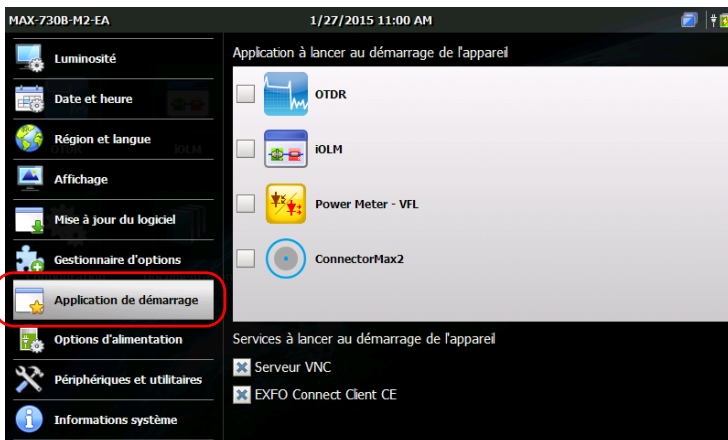 MAX-730B-M2-EA 1/27/2015 11:00 AM
Luminosité
Date et heure
Région et langue
Affichage
Mise à jour du logiciel
Gestionnaire d'options
Application de démarrage
Options d'alimentation
Périphériques et utilitaires
Informations système
Application à lancer au démarrage de l'appareil
OTDR
iOLM
Power Meter - VFL
ConnectorMax2
Services à lancer au démarrage de l'appareil
Serveur VNC
EXFO Connect Client CE